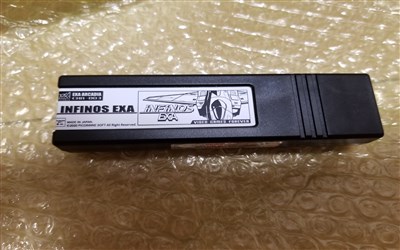 EXA ARCADIA
INFINOS EXA
MADE IN JAPAN
INFINOS
EXA
VIDEO GAMES FOREVER